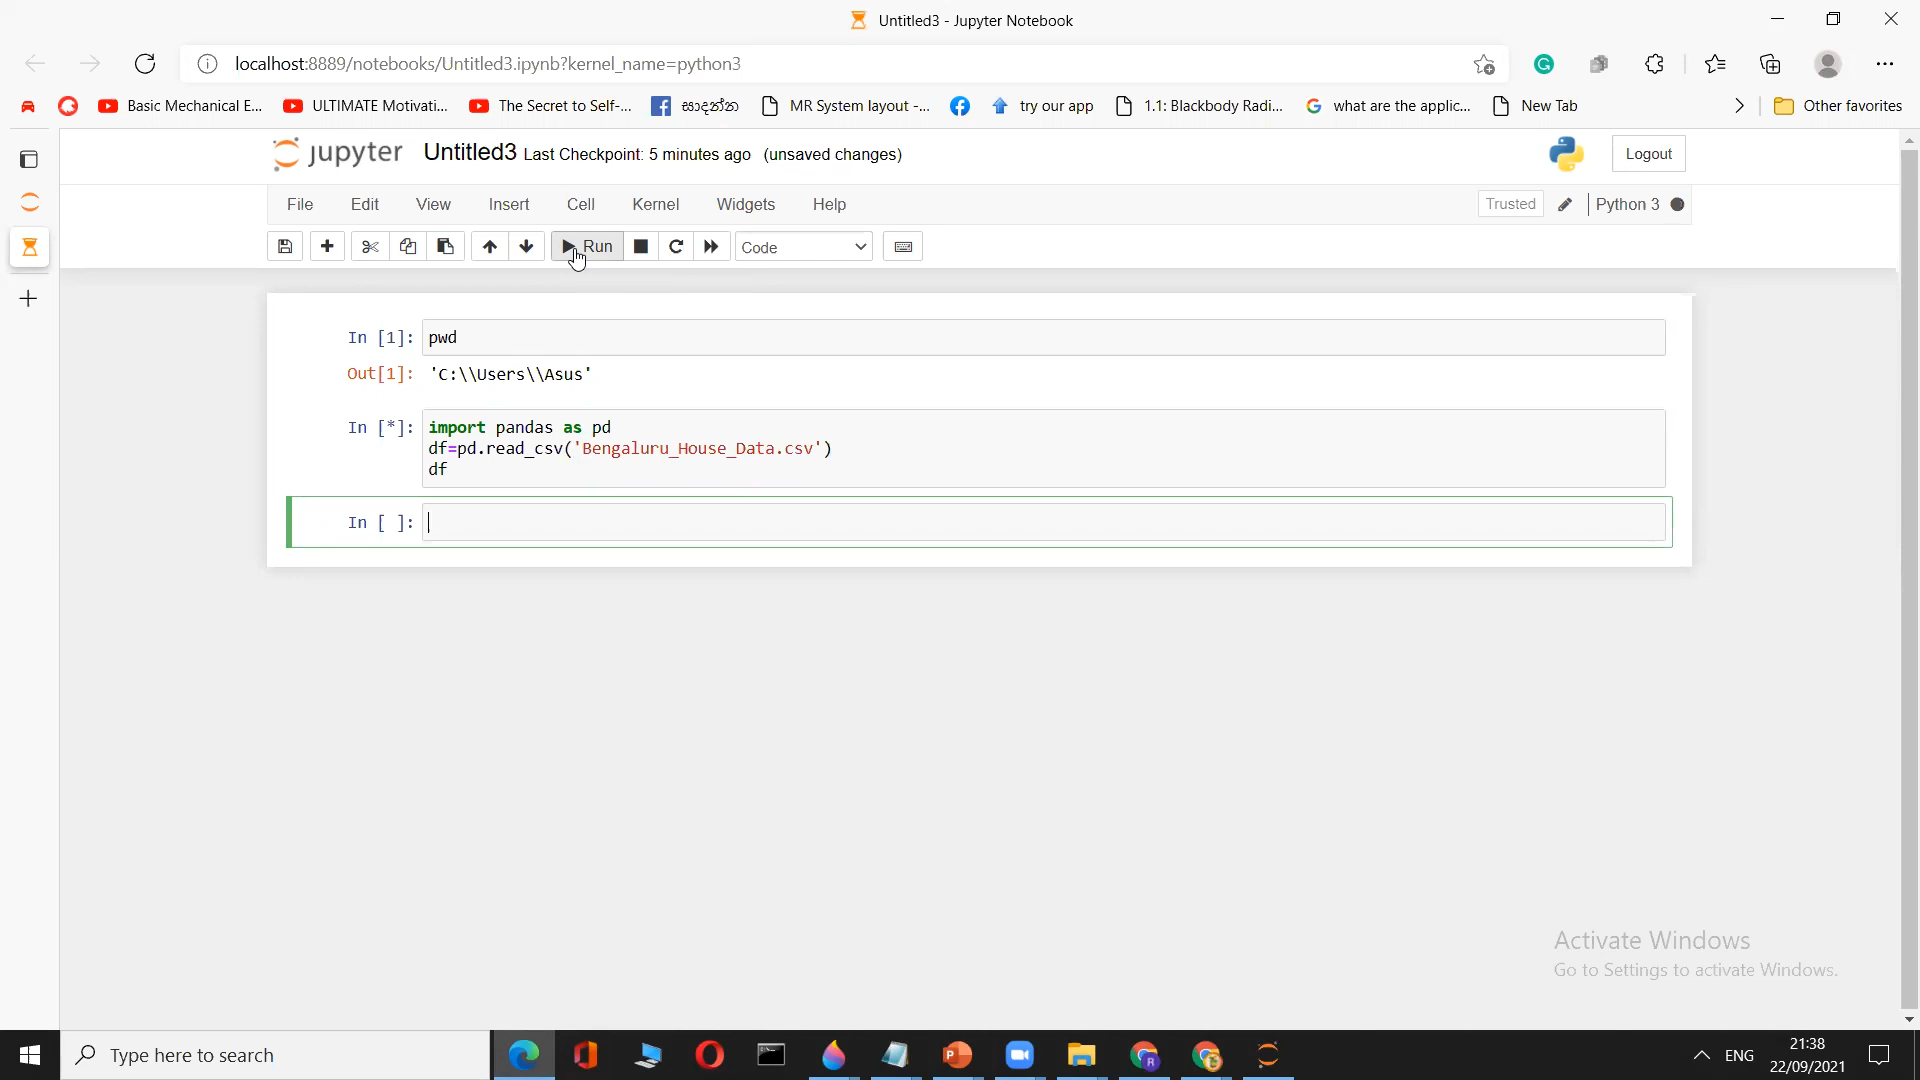 Untitled3 - Jupyter Notebook
localhost:8889/notebooks/Untitled3.ipynb?kernel_name=python3
Basic Mechanical E... ULTIMATE Motivati... The Secret to Self-... සාදන්න MR System layout -... try our app 1.1: Blackbody Radi... what are the applic... New Tab Other favorites
jupyter Untitled3 Last Checkpoint: 5 minutes ago (unsaved changes) Logout
File Edit View Insert Cell Kernel Widgets Help Trusted Python 3
Run Code
In [1]: pwd
Out[1]: 'C:\\Users\\Asus'
In [*]: import pandas as pd
df=pd.read_csv('Bengaluru_House_Data.csv')
df
In [ ]:
Activate Windows
Go to Settings to activate Windows.
Type here to search
ENG
21:38
22/09/2021